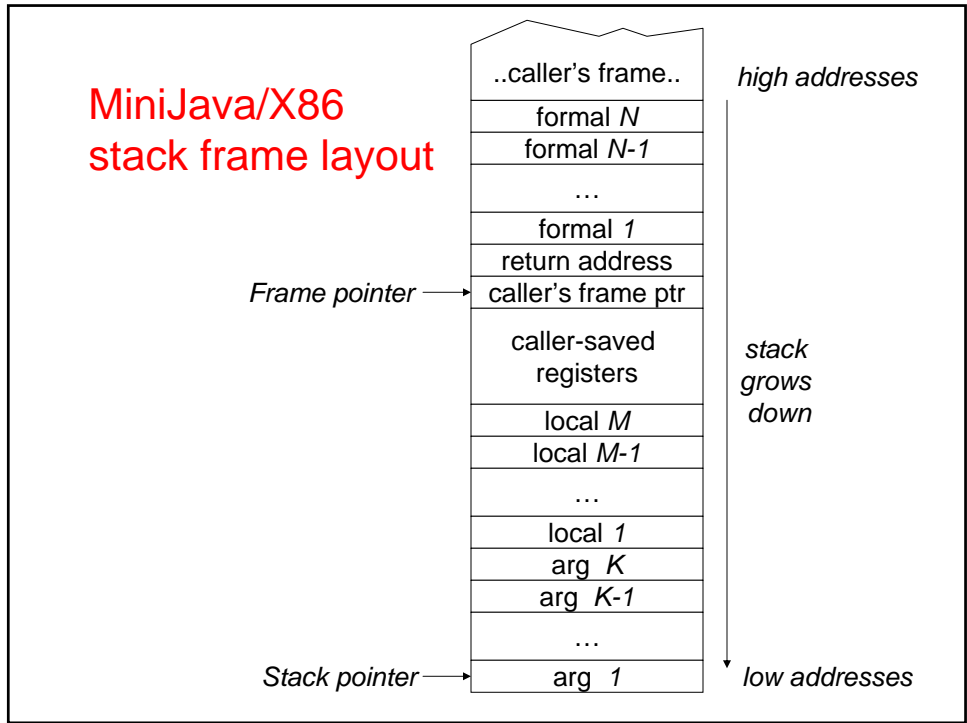 MiniJava/X86
stack frame layout
..caller's frame..
high addresses
formal N
formal N-1
…
formal 1
return address
Frame pointer
caller's frame ptr
caller-saved
registers
stack
grows
down
local M
local M-1
…
local 1
arg K
arg K-1
…
Stack pointer
arg 1
low addresses